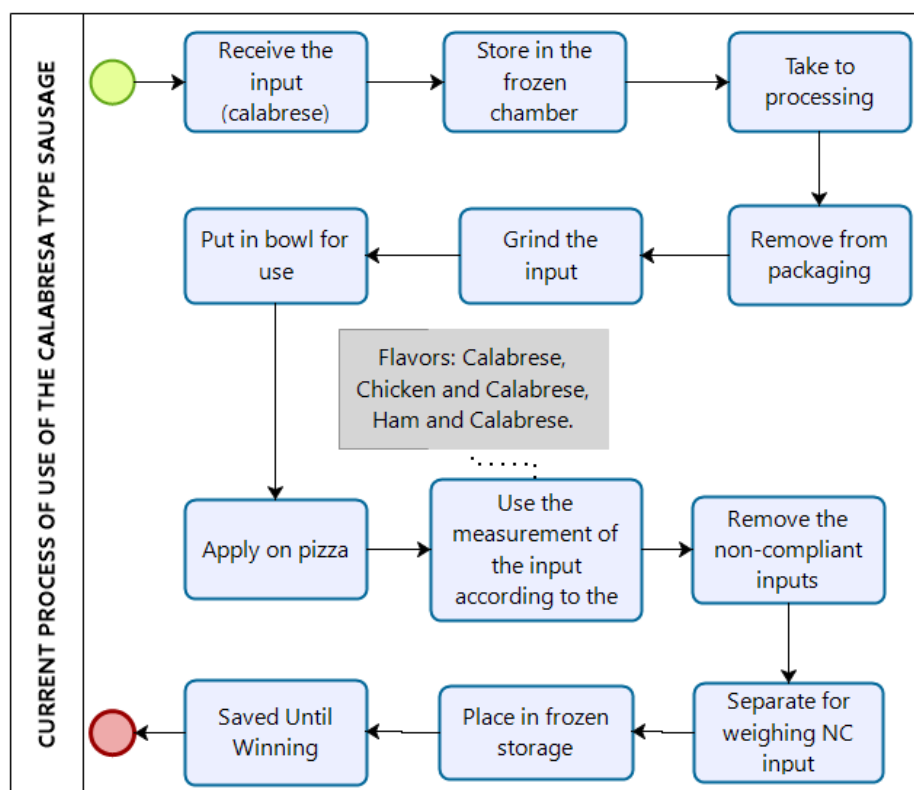 CURRENT PROCESS OF USE OF THE CALABRESA TYPE SAUSAGE
Receive the
input
(calabrese)
Store in the
frozen
chamber
Take to
processing
Remove from
packaging
Grind the
input
Put in bowl for
use
Flavors: Calabrese,
Chicken and Calabrese,
Ham and Calabrese.
Apply on pizza
Use the
measurement of
the input
according to the
Remove the
non-compliant
inputs
Separate for
weighing NC
input
Place in frozen
storage
Saved Until
Winning